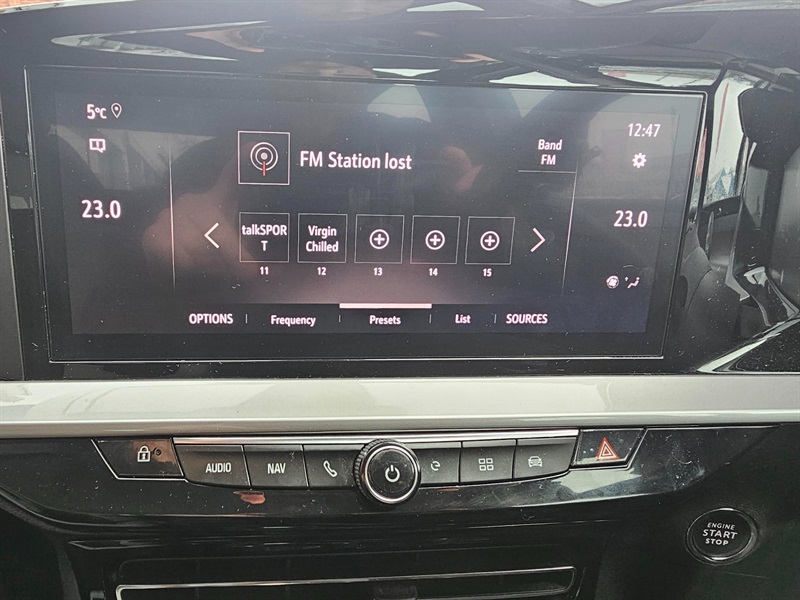 5°C
12:47
FM Station lost
Band
FM
23.0
23.0
talkSPOR
T
Virgin
Chilled
11
12
13
14
15
OPTIONS
Frequency
Presets
List
SOURCES
AUDIO
NAV
ENGINE
START
STOP